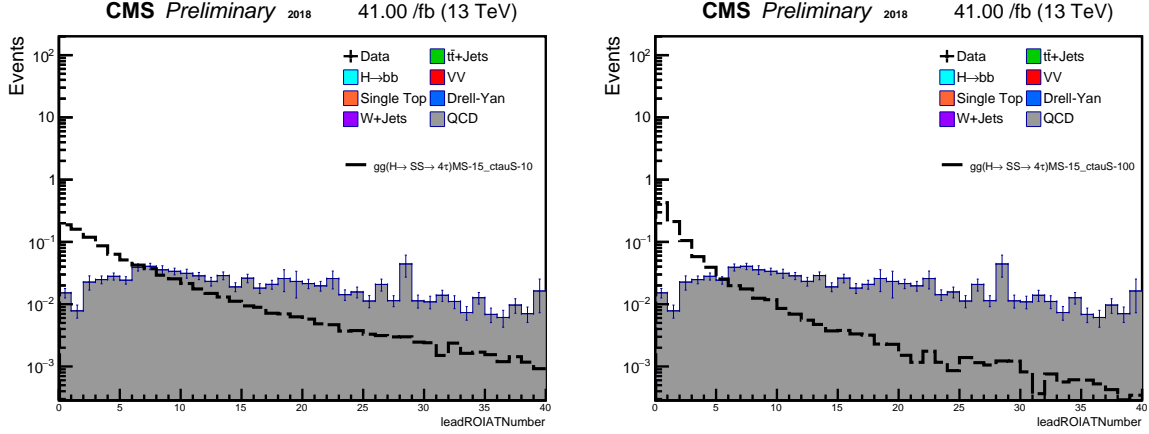 CMS Preliminary 2018 41.00 /fb (13 TeV)
Events
10²
10
1
10⁻¹
10⁻²
10⁻³
Data
tt̄+Jets
H→bb
VV
Single Top
Drell-Yan
W+Jets
QCD
gg(H→ SS→ 4τ)MS-15_ctauS-10
0 5 10 15 20 25 30 35 40
leadROIATNumber
CMS Preliminary 2018 41.00 /fb (13 TeV)
Events
10²
10
1
10⁻¹
10⁻²
10⁻³
Data
tt̄+Jets
H→bb
VV
Single Top
Drell-Yan
W+Jets
QCD
gg(H→ SS→ 4τ)MS-15_ctauS-100
0 5 10 15 20 25 30 35 40
leadROIATNumber